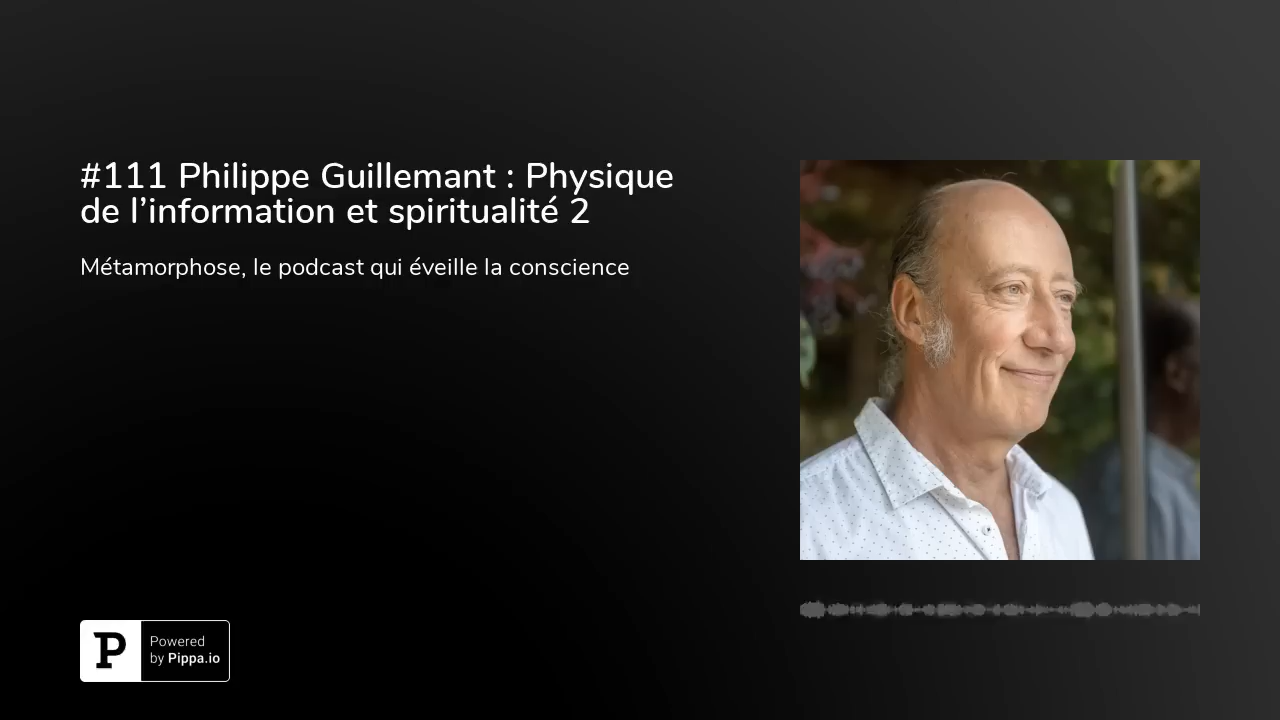 #111 Philippe Guillemant : Physique
de l’information et spiritualité 2
Métamorphose, le podcast qui éveille la conscience
P
Powered
by Pippa.io